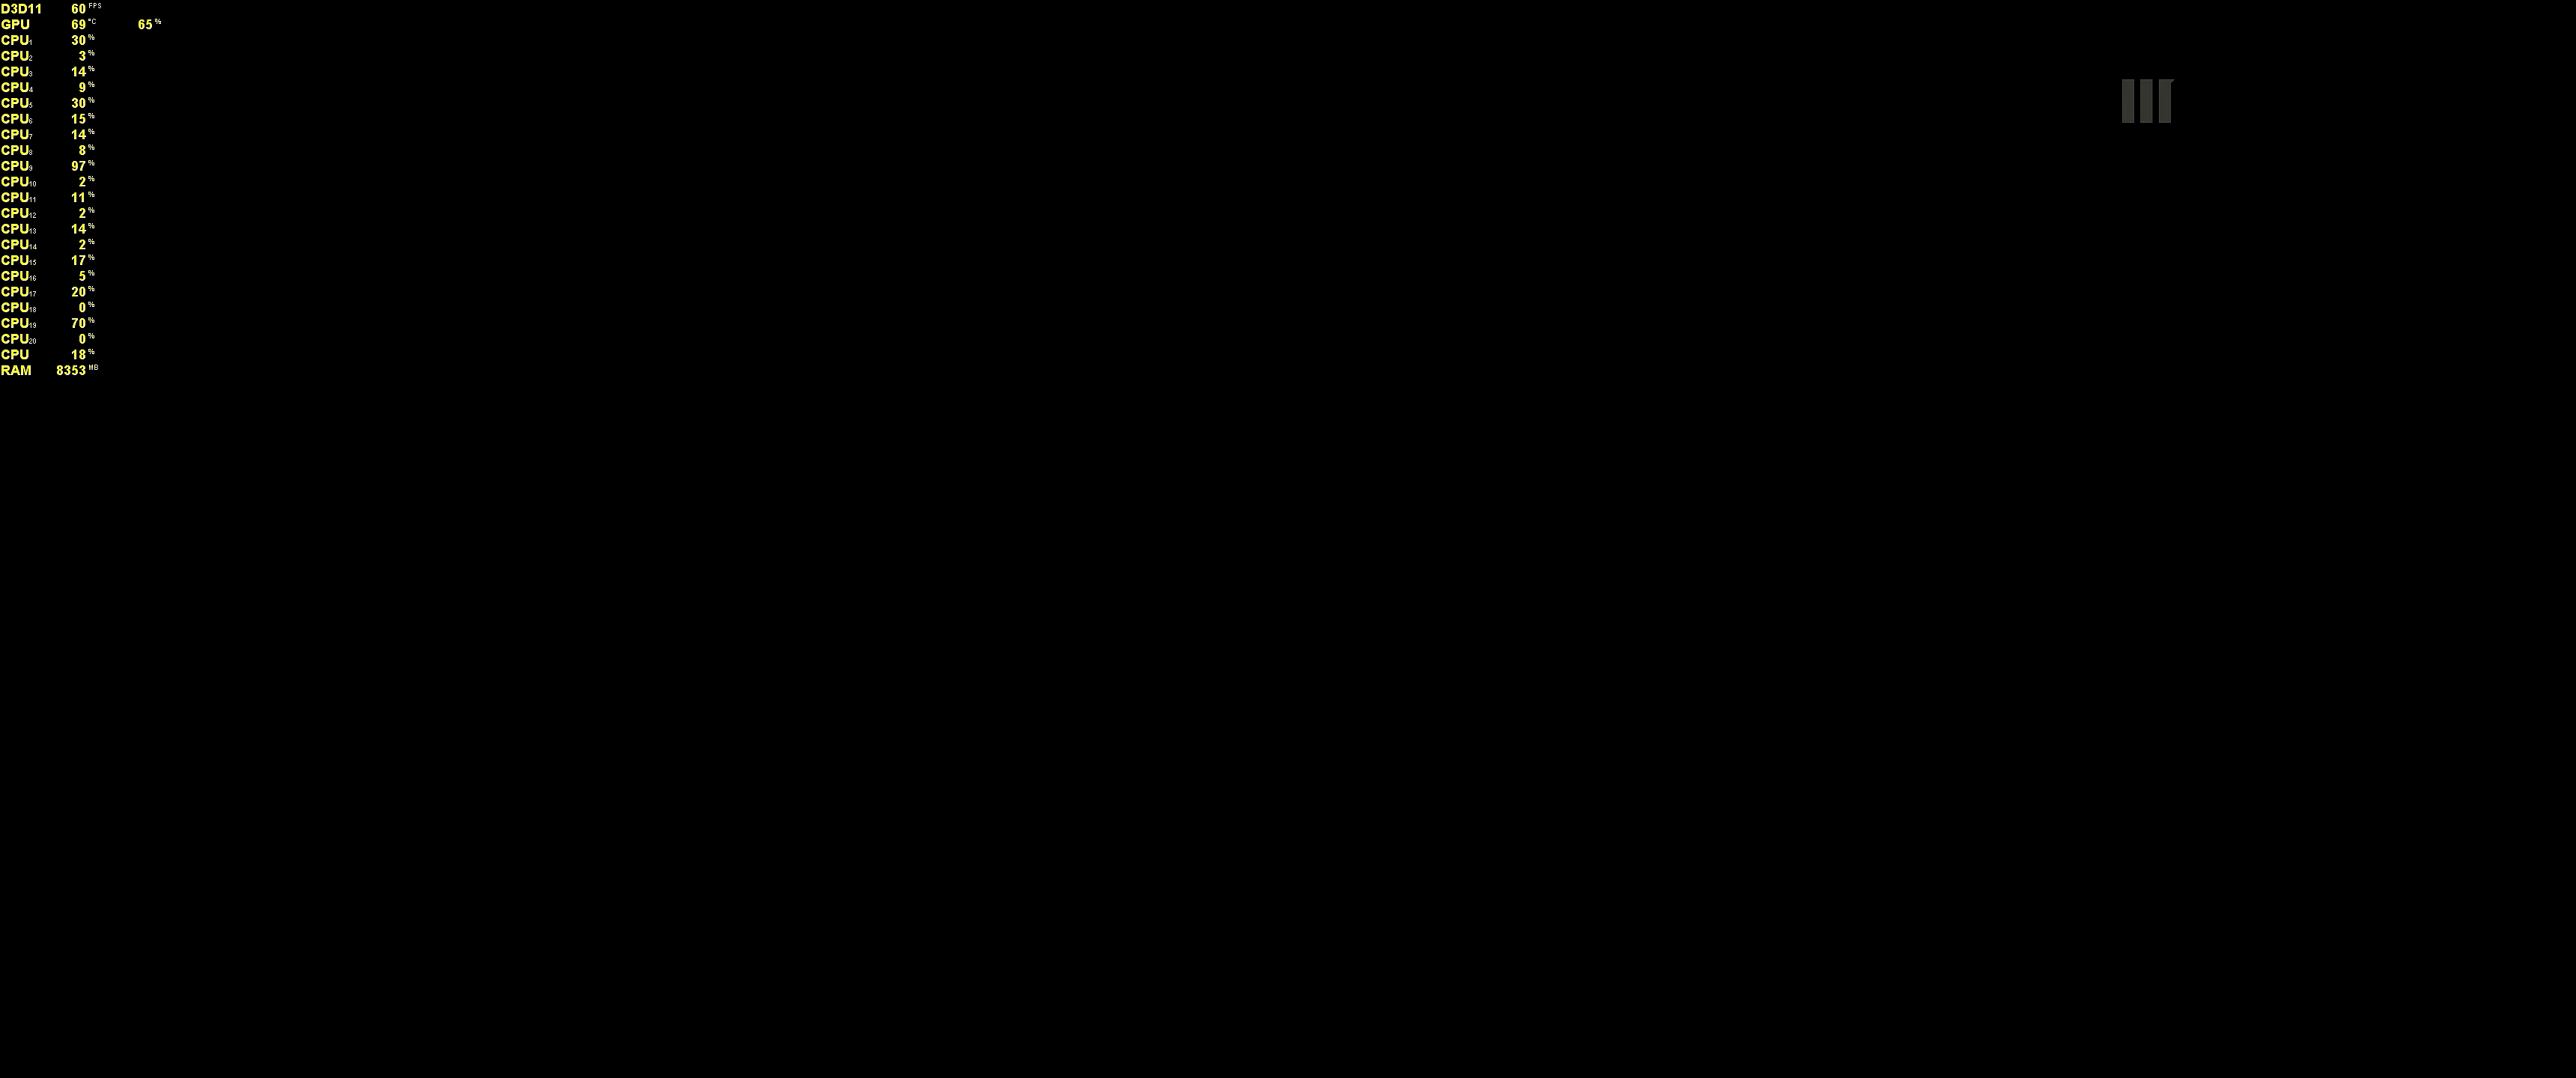 D3D11 60 FPS
GPU 69 °C 65 %
CPU1 30 %
CPU2 3 %
CPU3 14 %
CPU4 9 %
CPU5 30 %
CPU6 15 %
CPU7 14 %
CPU8 8 %
CPU9 97 %
CPU10 2 %
CPU11 11 %
CPU12 2 %
CPU13 14 %
CPU14 2 %
CPU15 17 %
CPU16 5 %
CPU17 20 %
CPU18 0 %
CPU19 70 %
CPU20 0 %
CPU 18 %
RAM 8353 MB